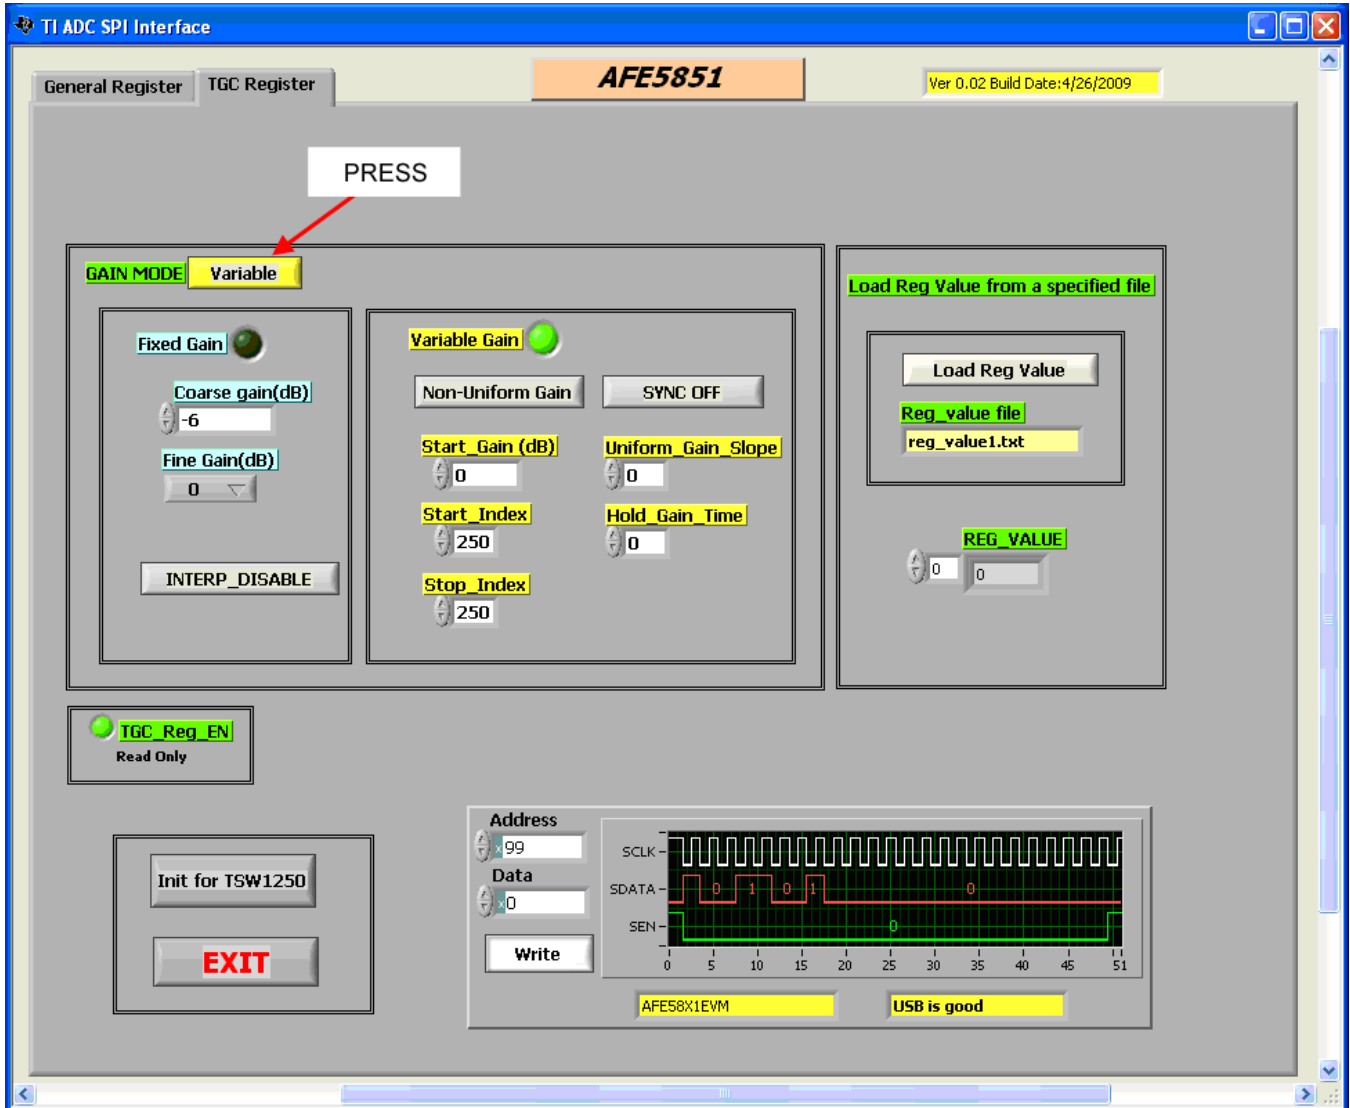 TI ADC SPI Interface
General Register
TGC Register
AFE5851
Ver 0.02 Build Date:4/26/2009
PRESS
GAIN MODE
Variable
Fixed Gain
Coarse gain(dB)
-6
Fine Gain(dB)
0
INTERP_DISABLE
Variable Gain
Non-Uniform Gain
SYNC OFF
Start_Gain (dB)
0
Uniform_Gain_Slope
0
Start_Index
250
Hold_Gain_Time
0
Stop_Index
250
Load Reg Value from a specified file
Load Reg Value
Reg_value file
reg_value1.txt
REG_VALUE
0
0
TGC_Reg_EN
Read Only
Init for TSW1250
EXIT
Address
x99
Data
x0
Write
SCLK
SDATA
0 1 0 1 0
SEN
0
0 5 10 15 20 25 30 35 40 45 51
AFE58X1EVM
USB is good